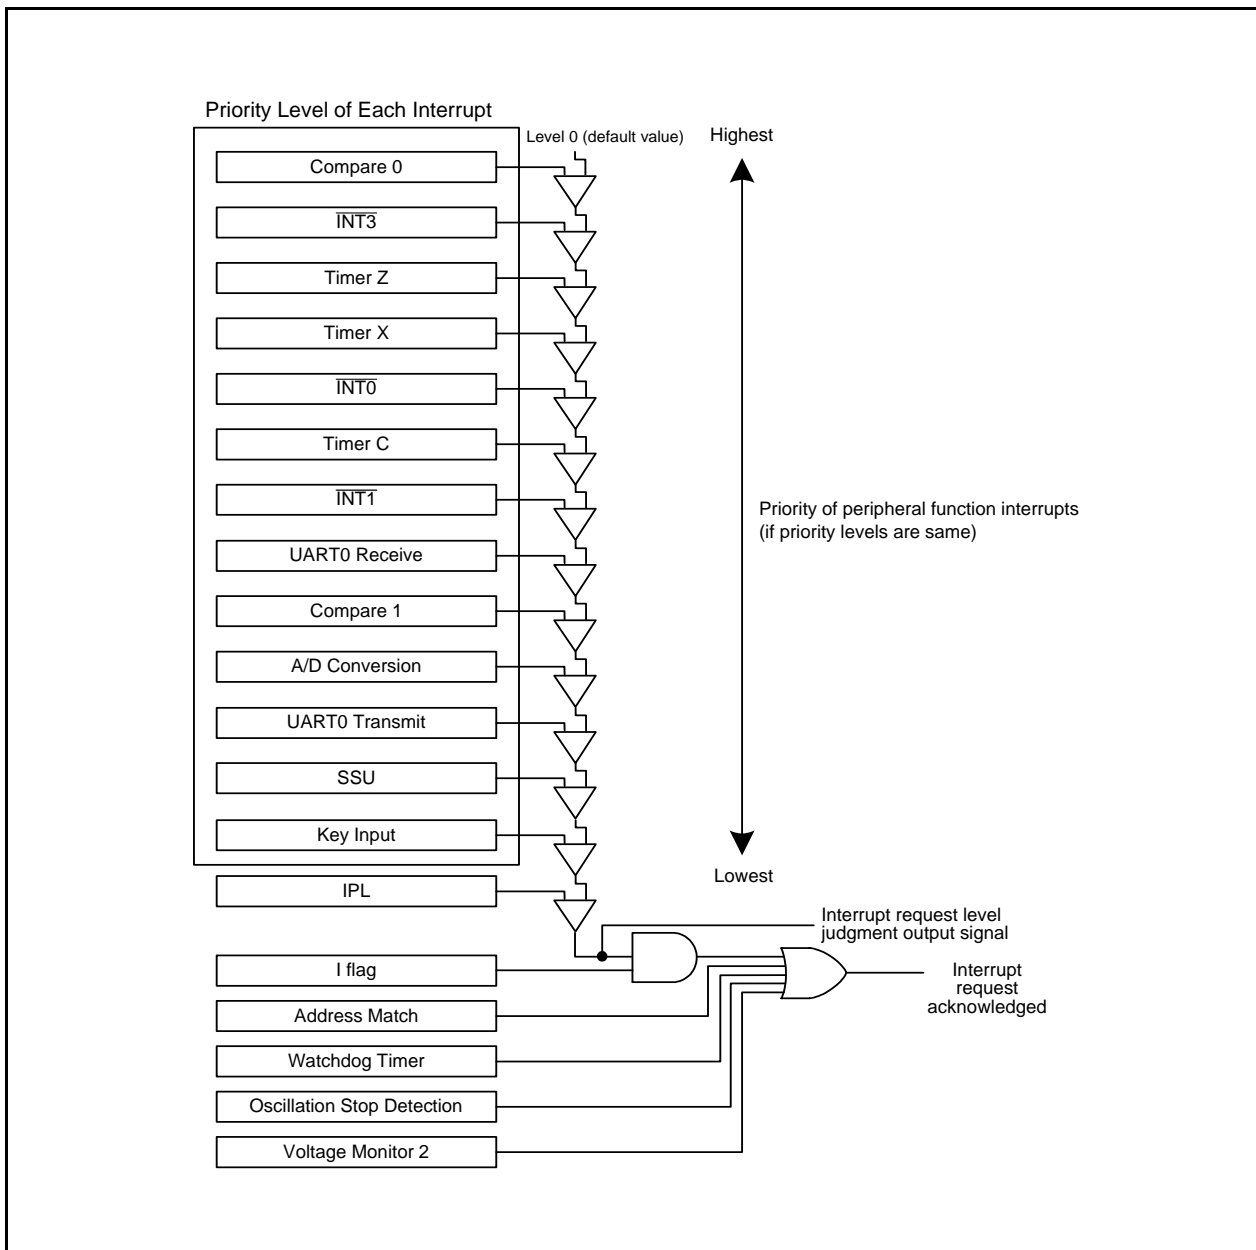 Priority Level of Each Interrupt
Level 0 (default value)
Highest
Compare 0
INT3
Timer Z
Timer X
INT0
Timer C
INT1
UART0 Receive
Compare 1
A/D Conversion
UART0 Transmit
SSU
Key Input
Priority of peripheral function interrupts
(if priority levels are same)
Lowest
IPL
Interrupt request level
judgment output signal
I flag
Interrupt
request
acknowledged
Address Match
Watchdog Timer
Oscillation Stop Detection
Voltage Monitor 2